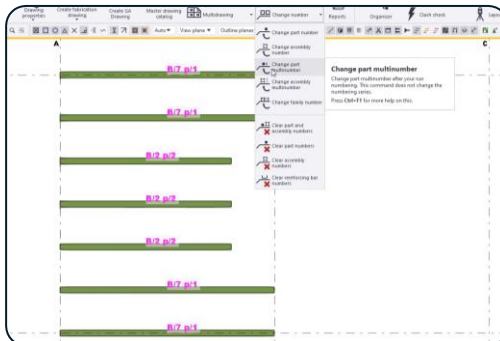 Drawing properties
Create fabrication drawing
Create GA Drawing
Master drawing catalog
Multidrawing
Change number
Reports
Organizer
Clash check
Layout
Auto
View plane
Outline planes
A
C
B/7 p/1
B/7 p/1
B/2 p/2
B/2 p/2
B/2 p/2
B/7 p/1
B/7 p/1
Change part number
Change assembly number
Change part multinumber
Change assembly multinumber
Change family number
Clear part and assembly numbers
Clear part numbers
Clear assembly numbers
Clear reinforcing bar numbers
Change part multinumber
Change part multinumber after you run
numbering. This command does not change the
numbering series.
Press Ctrl+F1 for more help on this.